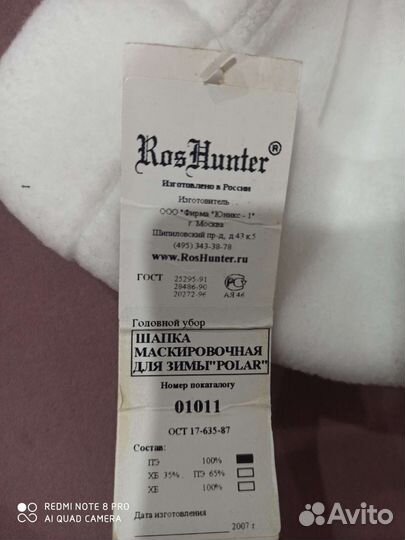 RosHunter®
Изготовлено в России
Изготовитель
ООО "Фирма "Юникс - 1"
г. Москва
Шипиловский пр-д, д 43 к 5
(495) 343-38-78
www.RosHunter.ru
ГОСТ 25295-91
28486-90
20272-96
РСТ
АЯ 46
Головной убор
ШАПКА
МАСКИРОВОЧНАЯ
ДЛЯ ЗИМЫ"POLAR"
Номер покаталогу
01011
ОСТ 17-635-87
Состав:
ПЭ 100%
ХБ 35% ПЭ 65%
ХБ 100%
Дата изготовления
2007 г
REDMI NOTE 8 PRO
AI QUAD CAMERA
Avito